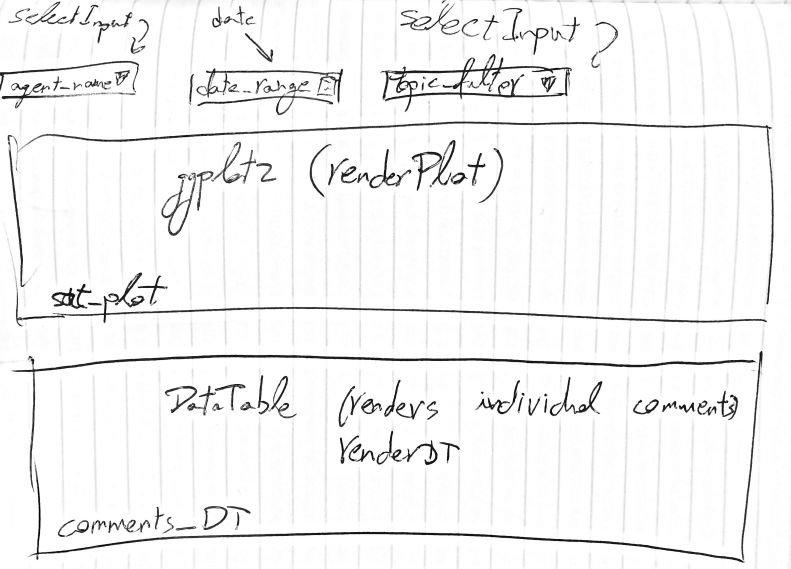 selectInput
date
selectInput
agent_name
date_range
topic_filter
ggplot2 (renderPlot)
sat_plot
DataTable (renders individual comments)
renderDT
comments_DT